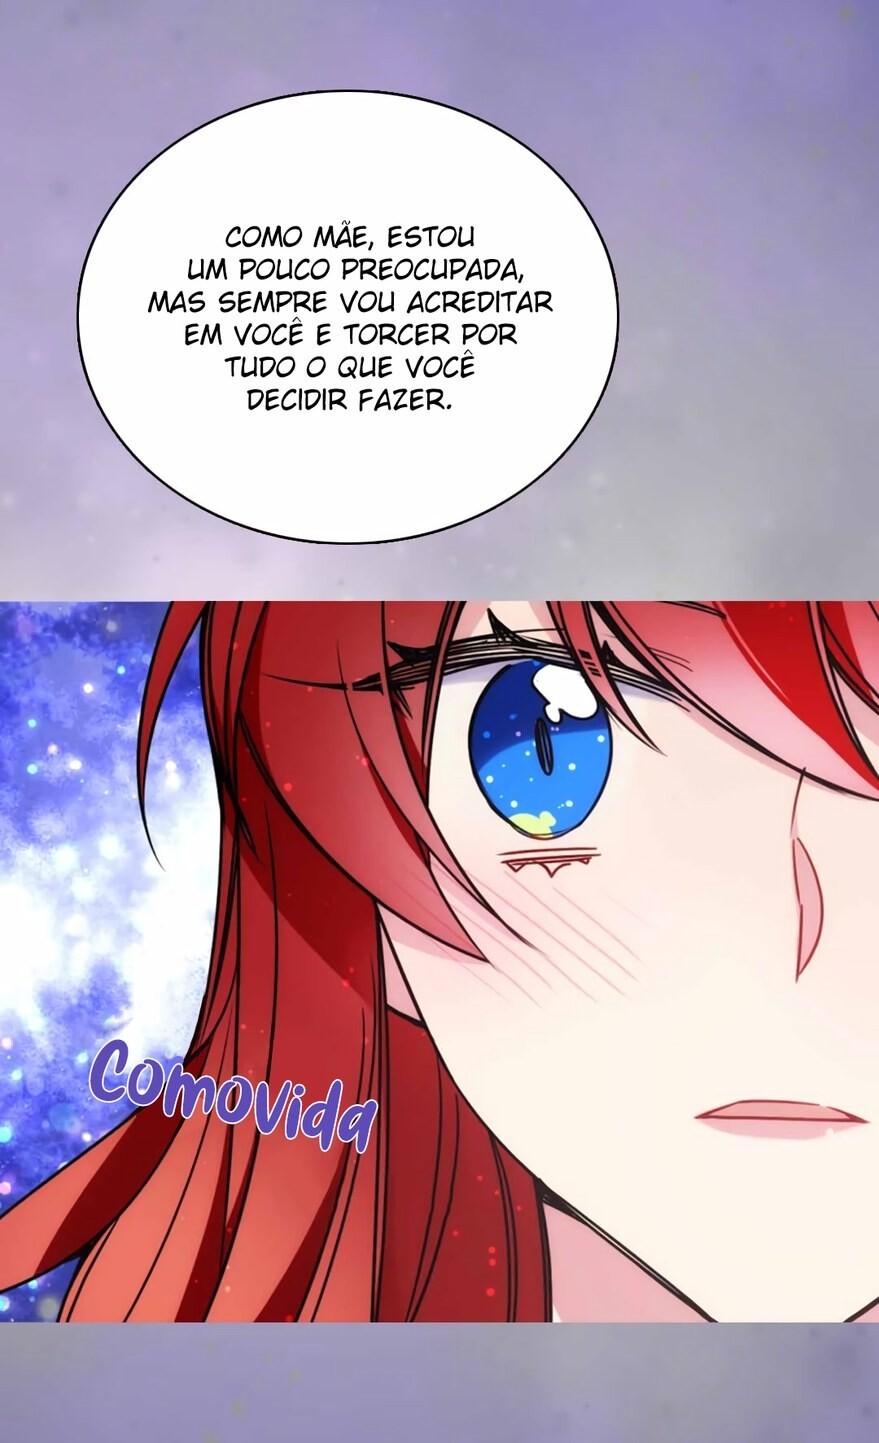 COMO MÃE, ESTOU
UM POUCO PREOCUPADA,
MAS SEMPRE VOU ACREDITAR
EM VOCÊ E TORCER POR
TUDO O QUE VOCÊ
DECIDIR FAZER.
Comovida